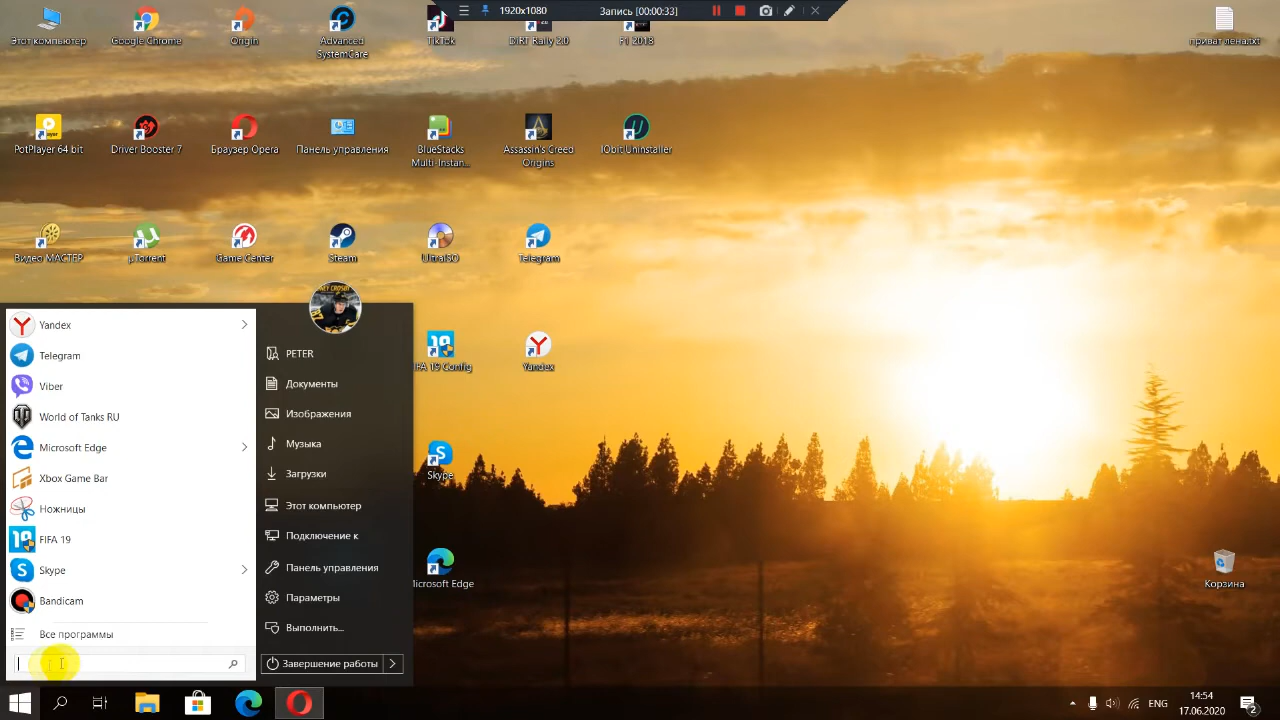 1920x1080
Запись [00:00:33]
Этот компьютер
Google Chrome
Origin
Advanced
SystemCare
TikTok
DiRT Rally 2.0
F1 2018
приват лена.txt
PotPlayer 64 bit
Driver Booster 7
Браузер Opera
Панель управления
BlueStacks
Multi-Instan...
Assassin's Creed
Origins
IObit Uninstaller
Видео МАСТЕР
µTorrent
Game Center
Steam
UltraISO
Telegram
Yandex
Telegram
Viber
World of Tanks RU
Microsoft Edge
Xbox Game Bar
Ножницы
FIFA 19
Skype
Bandicam
Все программы
PETER
Документы
Изображения
Музыка
Загрузки
Этот компьютер
Подключение к
Панель управления
Параметры
Выполнить...
Завершение работы
IFA 19 Config
Yandex
Skype
Microsoft Edge
Корзина
ENG
14:54
17.06.2020
2